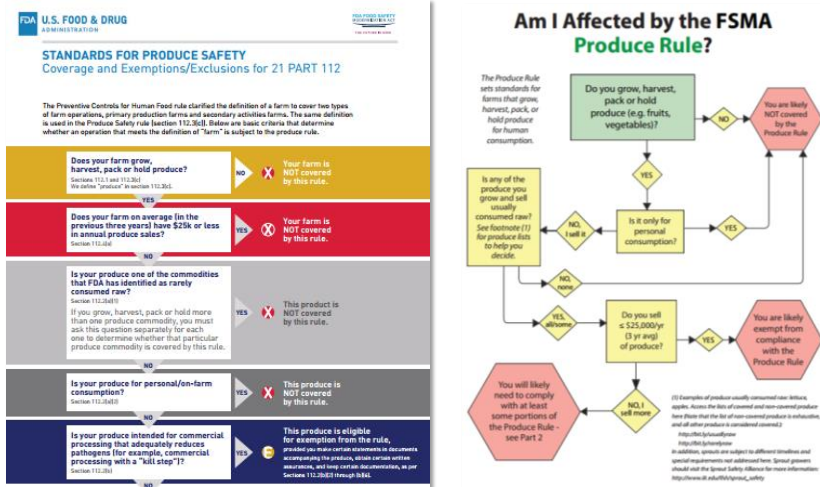 FDA
U.S. FOOD & DRUG
ADMINISTRATION
STANDARDS FOR PRODUCE SAFETY
Coverage and Exemptions/Exclusions for 21 PART 112
The Preventive Controls for Human Food rule clarified the definition of a farm to cover two types
of farm operations, primary production farms and secondary activities farms. The same definition
is used in the Produce Safety rule (section 112.3(c)). Below are basic criteria that determine
whether an operation that meets the definition of "farm" is subject to the produce rule.
Does your farm grow,
harvest, pack or hold produce?
Sections 112.1 and 112.3(c)
We define "produce" in section 112.3(c).
NO
Your farm is
NOT covered
by this rule.
YES
Does your farm on average (in the
previous three years) have $25k or less
in annual produce sales?
Section 112.4(a)
YES
Your farm is
NOT covered
by this rule.
NO
Is your produce one of the commodities
that FDA has identified as rarely
consumed raw?
Section 112.2(a)(1)
If you grow, harvest, pack or hold more
than one produce commodity, you must
ask this question separately for each
one to determine whether that particular
produce commodity is covered by this rule.
YES
This product is
NOT covered
by this rule.
NO
Is your produce for personal/on-farm
consumption?
Section 112.2(a)(2)
YES
This produce is
NOT covered
by this rule.
NO
Is your produce intended for commercial
processing that adequately reduces
pathogens (for example, commercial
processing with a "kill step")?
Section 112.2(b)
YES
E
This produce is eligible
for exemption from the rule,
provided you make certain statements in documents
accompanying the produce, obtain certain written
assurances, and keep certain documentation, as per
Sections 112.2(b)(2) through (b)(6).
NO
Am I Affected by the FSMA
Produce Rule?
The Produce Rule
sets standards for
farms that grow,
harvest, pack, or
hold produce
for human
consumption.
Do you grow, harvest,
pack or hold
produce (e.g. fruits,
vegetables)?
NO
You are likely
NOT covered
by the
Produce Rule
YES
Is any of the
produce you
grow and sell
usually
consumed raw?
See footnote (1)
for produce lists
to help you
decide.
NO,
I sell it
Is it only for
personal
consumption?
YES
NO,
none
YES,
all/some
Do you sell
≤ $25,000/yr
(3 yr avg)
of produce?
YES
You are likely
exempt from
compliance
with the
Produce Rule
You will likely
need to comply
with at least
some portions of
the Produce Rule -
see Part 2
NO, I
sell more
(1) Examples of produce usually consumed raw: lettuce,
apples. Access the lists of covered and non-covered produce
here (Note that the list of non-covered produce is exhaustive,
and all other produce is considered covered.):
http://bit.ly/usuallyraw
http://bit.ly/rarelyraw
In addition, sprouts are subject to different timelines and
special requirements not addressed here. Sprout growers
should visit the Sprout Safety Alliance for more information:
http://www.iit.edu/ifsh/sprout_safety